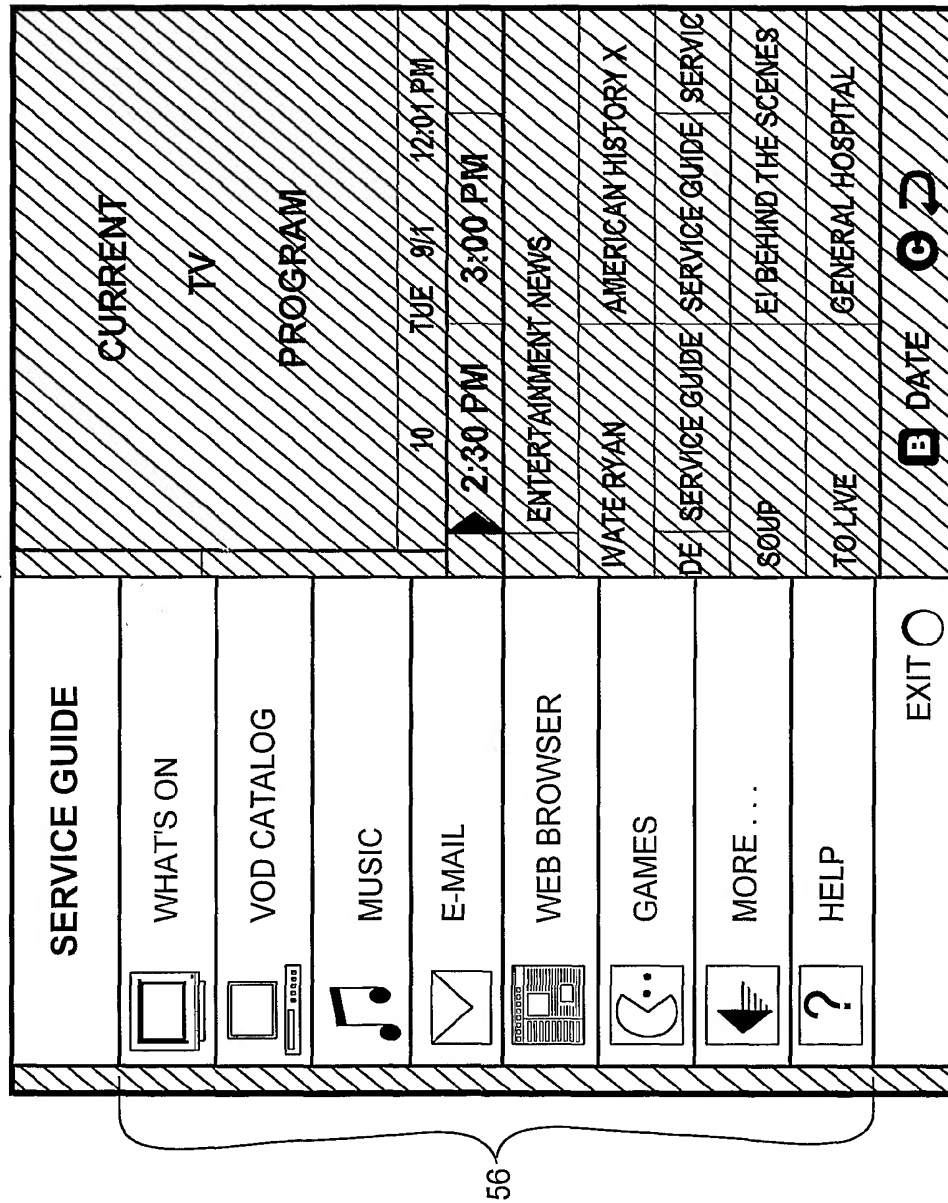 SERVICE GUIDE
WHAT'S ON
VOD CATALOG
MUSIC
E-MAIL
WEB BROWSER
GAMES
MORE . . . .
? HELP
EXIT
56
CURRENT
TV
PROGRAM
10 TUE 9/1 12:01 PM
2:30 PM 3:00 PM
ENTERTAINMENT NEWS
IVATE RYAN AMERICAN HISTORY X
DE SERVICE GUIDE SERVICE GUIDE SERVIC
SOUP E! BEHIND THE SCENES
TO LIVE GENERAL HOSPITAL
B DATE C